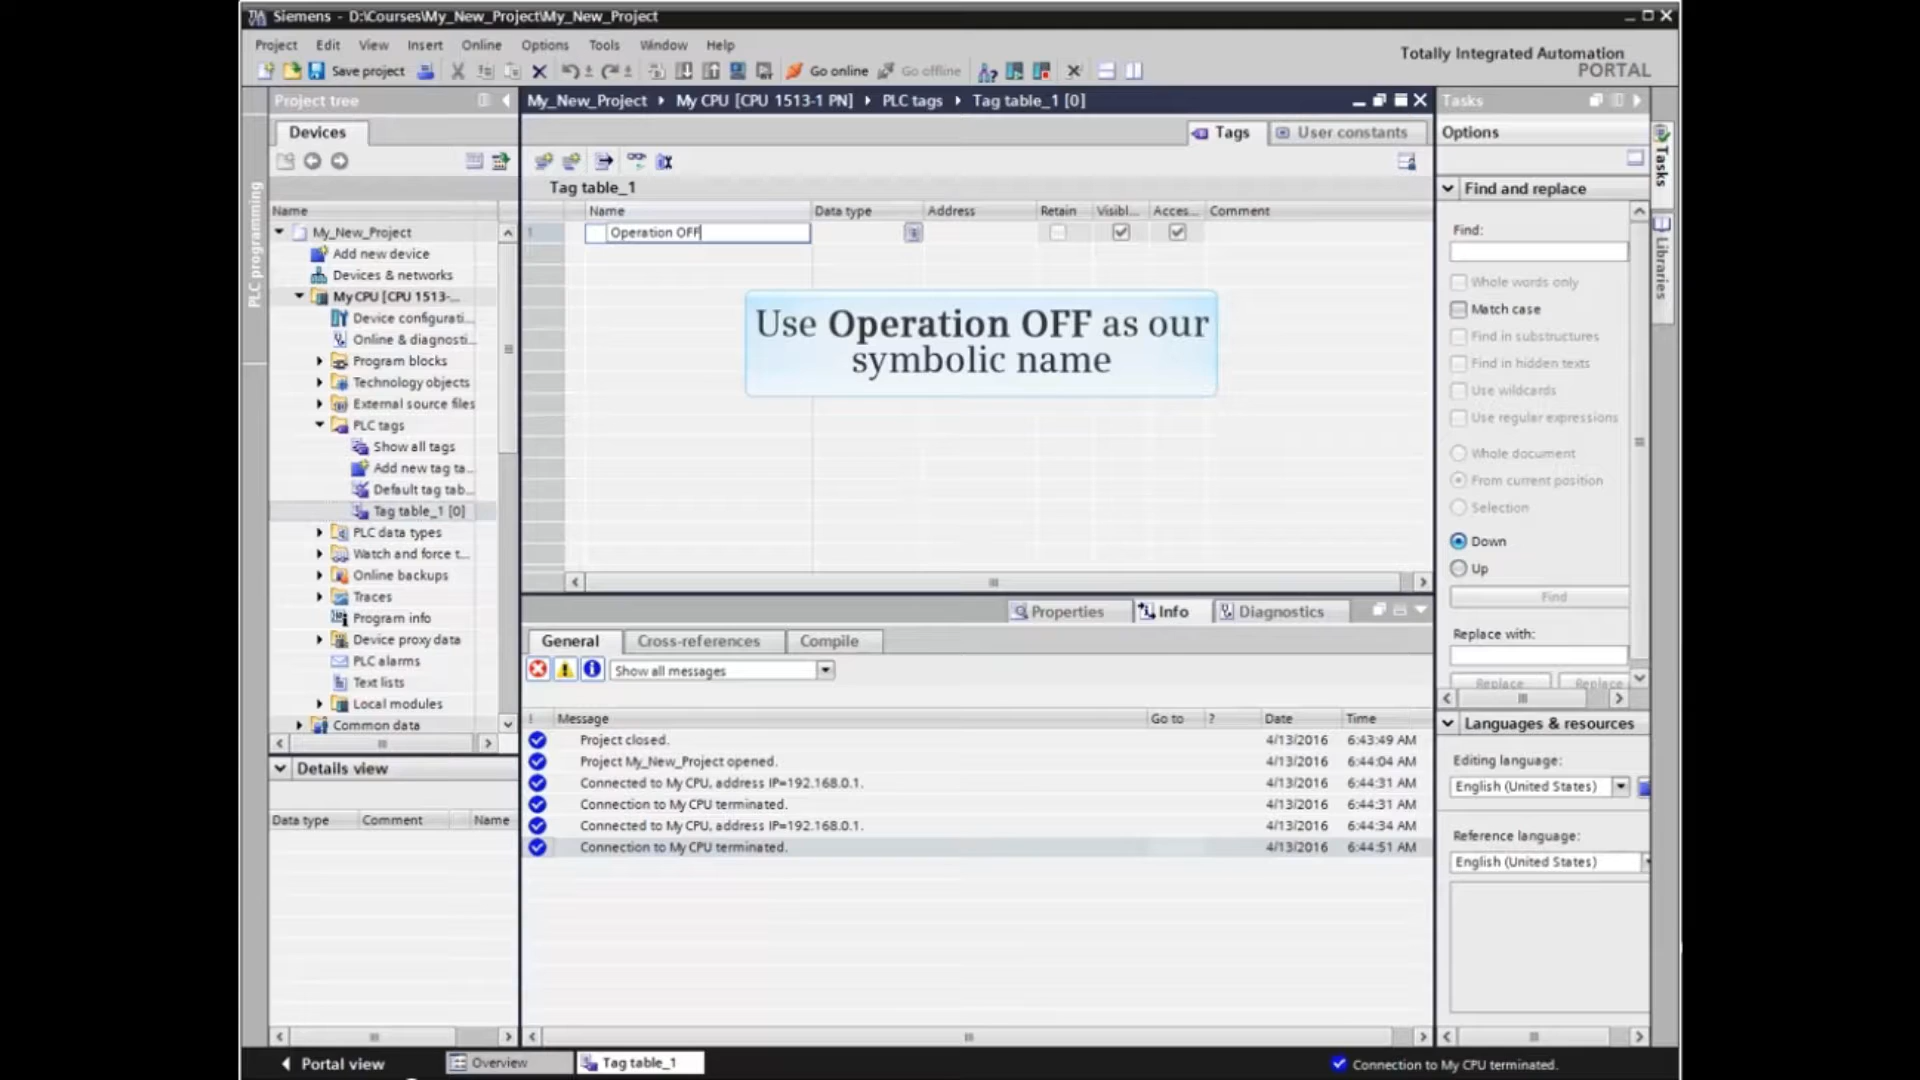 Siemens - D:\Courses\My_New_Project\My_New_Project
Project Edit View Insert Online Options Tools Window Help
Totally Integrated Automation
PORTAL
Save project Go online Go offline
Project tree
My_New_Project My CPU [CPU 1513-1 PN] PLC tags Tag table_1 [0]
Tasks
Devices
Tags User constants
Options
PLC programming
Tasks
Libraries
Tag table_1
Find and replace
Name
Name Data type Address Retain Visibl... Acces... Comment
1 Operation OFF
Use Operation OFF as our
symbolic name
My_New_Project
Add new device
Devices & networks
My CPU [CPU 1513-...
Device configurati...
Online & diagnosti...
Program blocks
Technology objects
External source files
PLC tags
Show all tags
Add new tag ta...
Default tag tab...
Tag table_1 [0]
PLC data types
Watch and force t...
Online backups
Traces
Program info
Device proxy data
PLC alarms
Text lists
Local modules
Common data
Find:
Whole words only
Match case
Find in substructures
Find in hidden texts
Use wildcards
Use regular expressions
Whole document
From current position
Selection
Down
Up
Find
Replace with:
Replace Replace
Properties Info Diagnostics
General Cross-references Compile
Show all messages
! Message Go to ? Date Time
Project closed. 4/13/2016 6:43:49 AM
Project My_New_Project opened. 4/13/2016 6:44:04 AM
Connected to My CPU, address IP=192.168.0.1. 4/13/2016 6:44:31 AM
Connection to My CPU terminated. 4/13/2016 6:44:31 AM
Connected to My CPU, address IP=192.168.0.1. 4/13/2016 6:44:34 AM
Connection to My CPU terminated. 4/13/2016 6:44:51 AM
Languages & resources
Editing language:
English (United States)
Reference language:
English (United States)
Details view
Data type Comment Name
Portal view Overview Tag table_1
Connection to My CPU terminated.